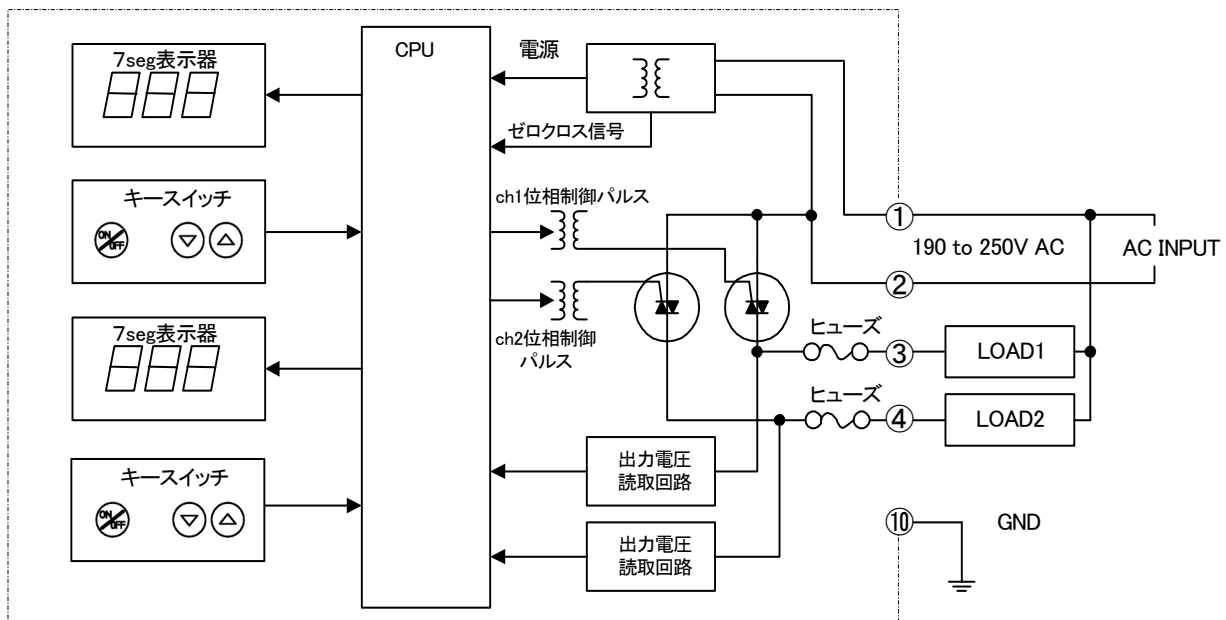 7seg表示器
CPU
電源
ゼロクロス信号
キースイッチ
ON/OFF
ch1位相制御パルス
①
190 to 250V AC
AC INPUT
②
7seg表示器
ch2位相制御
パルス
ヒューズ
③
LOAD1
ヒューズ
④
LOAD2
キースイッチ
ON/OFF
出力電圧
読取回路
出力電圧
読取回路
⑩
GND